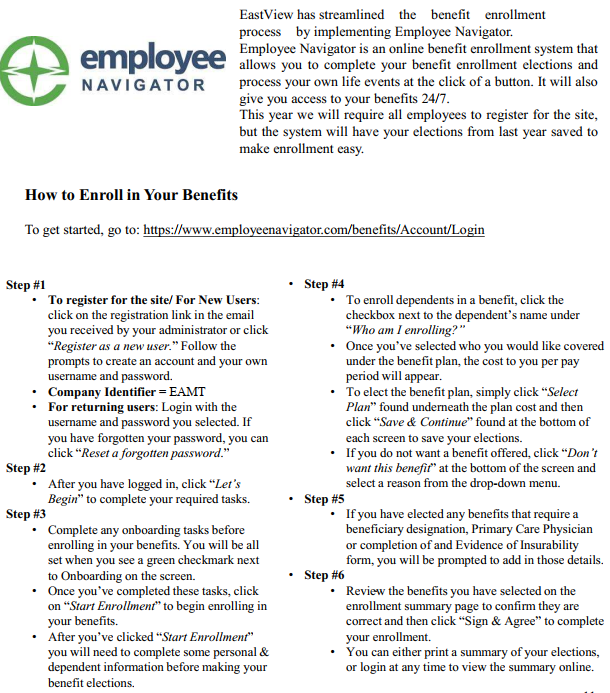 EastView has streamlined the benefit enrollment
process by implementing Employee Navigator.
Employee Navigator is an online benefit enrollment system that
allows you to complete your benefit enrollment elections and
process your own life events at the click of a button. It will also
give you access to your benefits 24/7.
This year we will require all employees to register for the site,
but the system will have your elections from last year saved to
make enrollment easy.
employee
NAVIGATOR
How to Enroll in Your Benefits
To get started, go to: https://www.employeenavigator.com/benefits/Account/Login
Step #1
• To register for the site/ For New Users:
click on the registration link in the email
you received by your administrator or click
“Register as a new user.” Follow the
prompts to create an account and your own
username and password.
• Company Identifier = EAMT
• For returning users: Login with the
username and password you selected. If
you have forgotten your password, you can
click “Reset a forgotten password.”
Step #2
• After you have logged in, click “Let’s
Begin” to complete your required tasks.
Step #3
• Complete any onboarding tasks before
enrolling in your benefits. You will be all
set when you see a green checkmark next
to Onboarding on the screen.
• Once you’ve completed these tasks, click
on “Start Enrollment” to begin enrolling in
your benefits.
• After you’ve clicked “Start Enrollment”
you will need to complete some personal &
dependent information before making your
benefit elections.
• Step #4
• To enroll dependents in a benefit, click the
checkbox next to the dependent’s name under
“Who am I enrolling?”
• Once you’ve selected who you would like covered
under the benefit plan, the cost to you per pay
period will appear.
• To elect the benefit plan, simply click “Select
Plan” found underneath the plan cost and then
click “Save & Continue” found at the bottom of
each screen to save your elections.
• If you do not want a benefit offered, click “Don’t
want this benefit” at the bottom of the screen and
select a reason from the drop-down menu.
• Step #5
• If you have elected any benefits that require a
beneficiary designation, Primary Care Physician
or completion of and Evidence of Insurability
form, you will be prompted to add in those details.
• Step #6
• Review the benefits you have selected on the
enrollment summary page to confirm they are
correct and then click “Sign & Agree” to complete
your enrollment.
• You can either print a summary of your elections,
or login at any time to view the summary online.